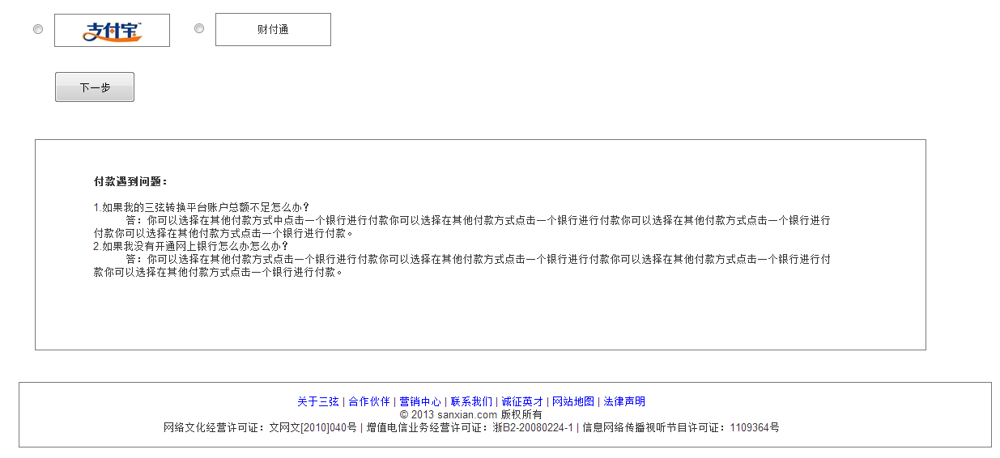 支付宝™ 财付通
下一步
付款遇到问题：
1.如果我的三弦转换平台账户总额不足怎么办？
答：你可以选择在其他付款方式中点击一个银行进行付款你可以选择在其他付款方式点击一个银行进行付款你可以选择在其他付款方式点击一个银行进行
付款你可以选择在其他付款方式点击一个银行进行付款。
2.如果我没有开通网上银行怎么办怎么办？
答：你可以选择在其他付款方式点击一个银行进行付款你可以选择在其他付款方式点击一个银行进行付款你可以选择在其他付款方式点击一个银行进行付
款你可以选择在其他付款方式点击一个银行进行付款。
关于三弦 | 合作伙伴 | 营销中心 | 联系我们 | 诚征英才 | 网站地图 | 法律声明
© 2013 sanxian.com 版权所有
网络文化经营许可证：文网文[2010]040号 | 增值电信业务经营许可证：浙B2-20080224-1 | 信息网络传播视听节目许可证：1109364号